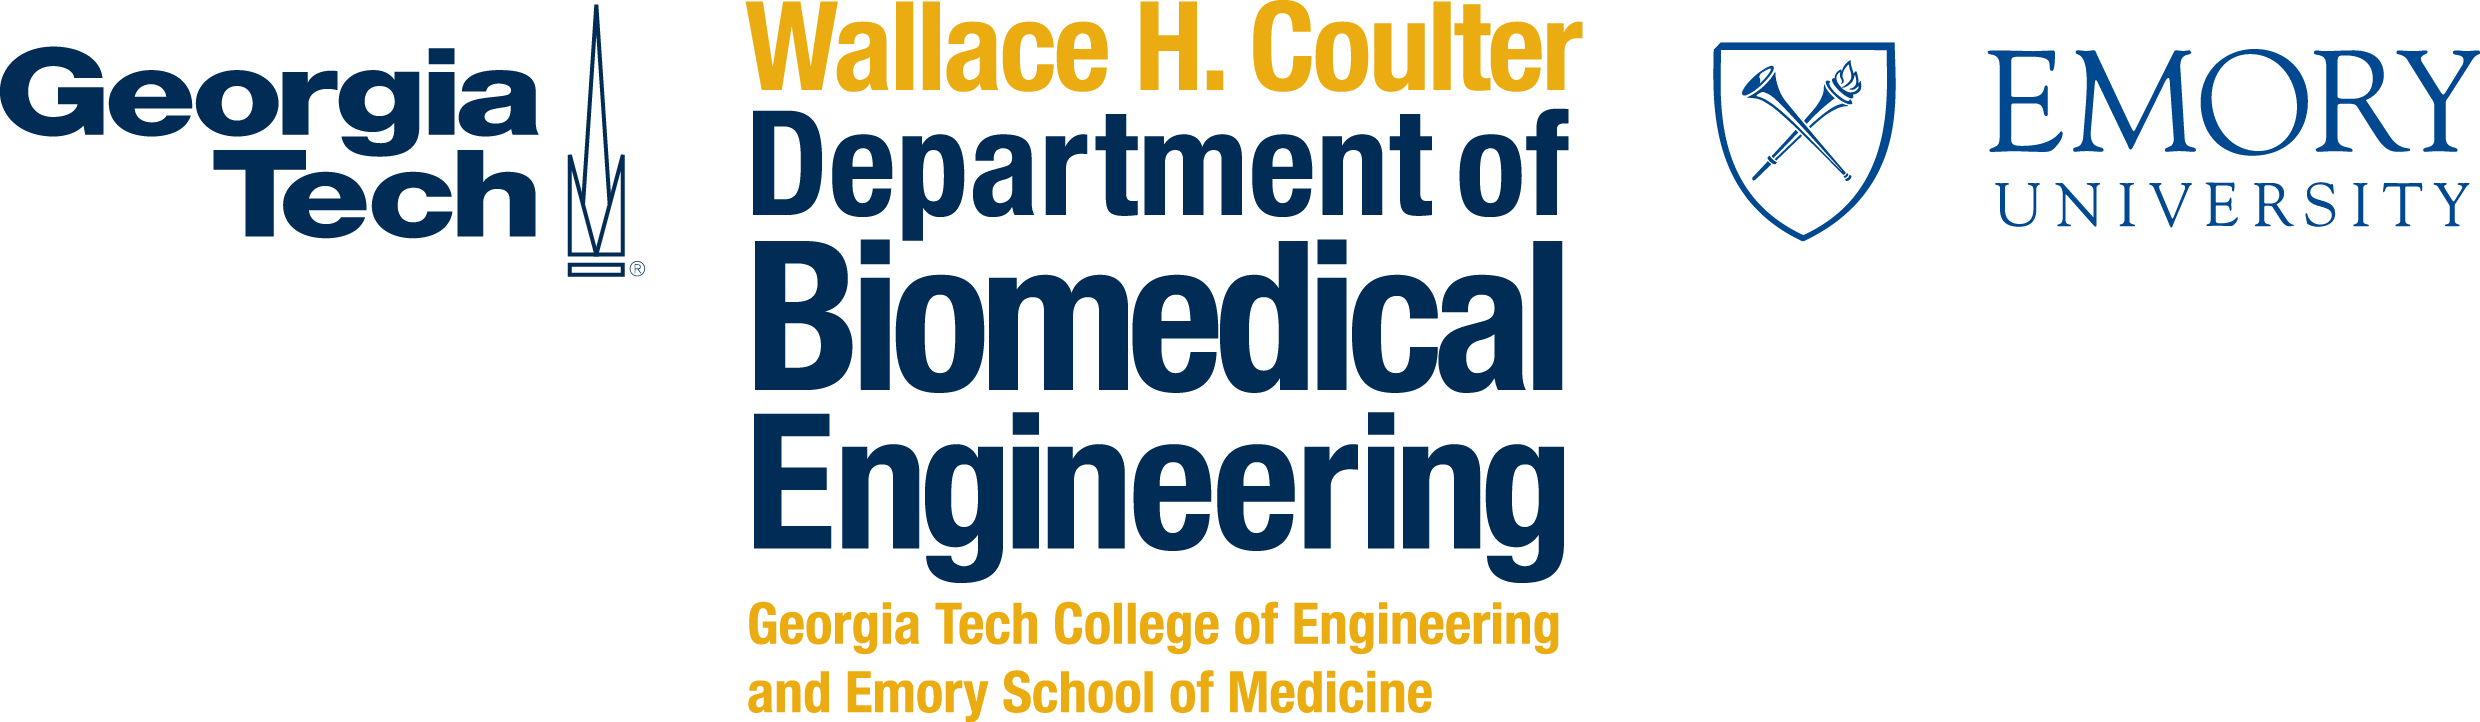 Georgia
Tech
®
Wallace H. Coulter
Department of
Biomedical
Engineering
Georgia Tech College of Engineering
and Emory School of Medicine
EMORY
UNIVERSITY